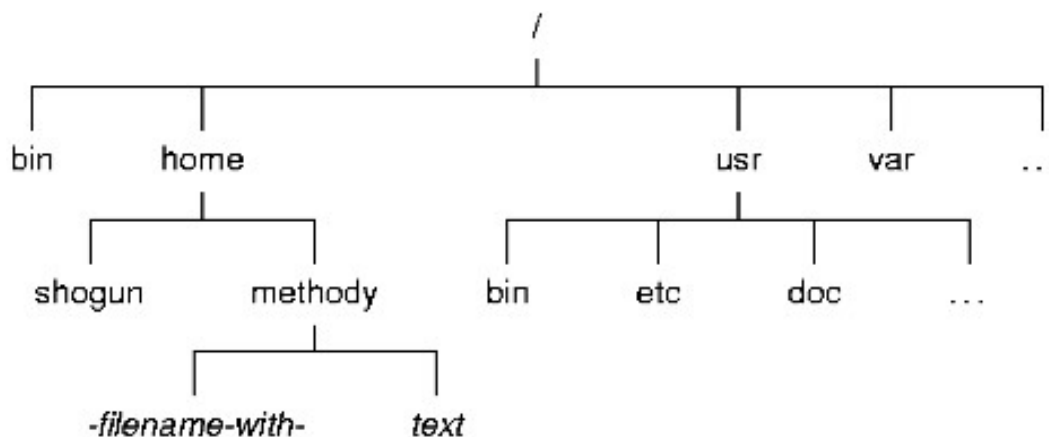 /
bin home usr var ..
shogun methody bin etc doc ...
-filename-with- text